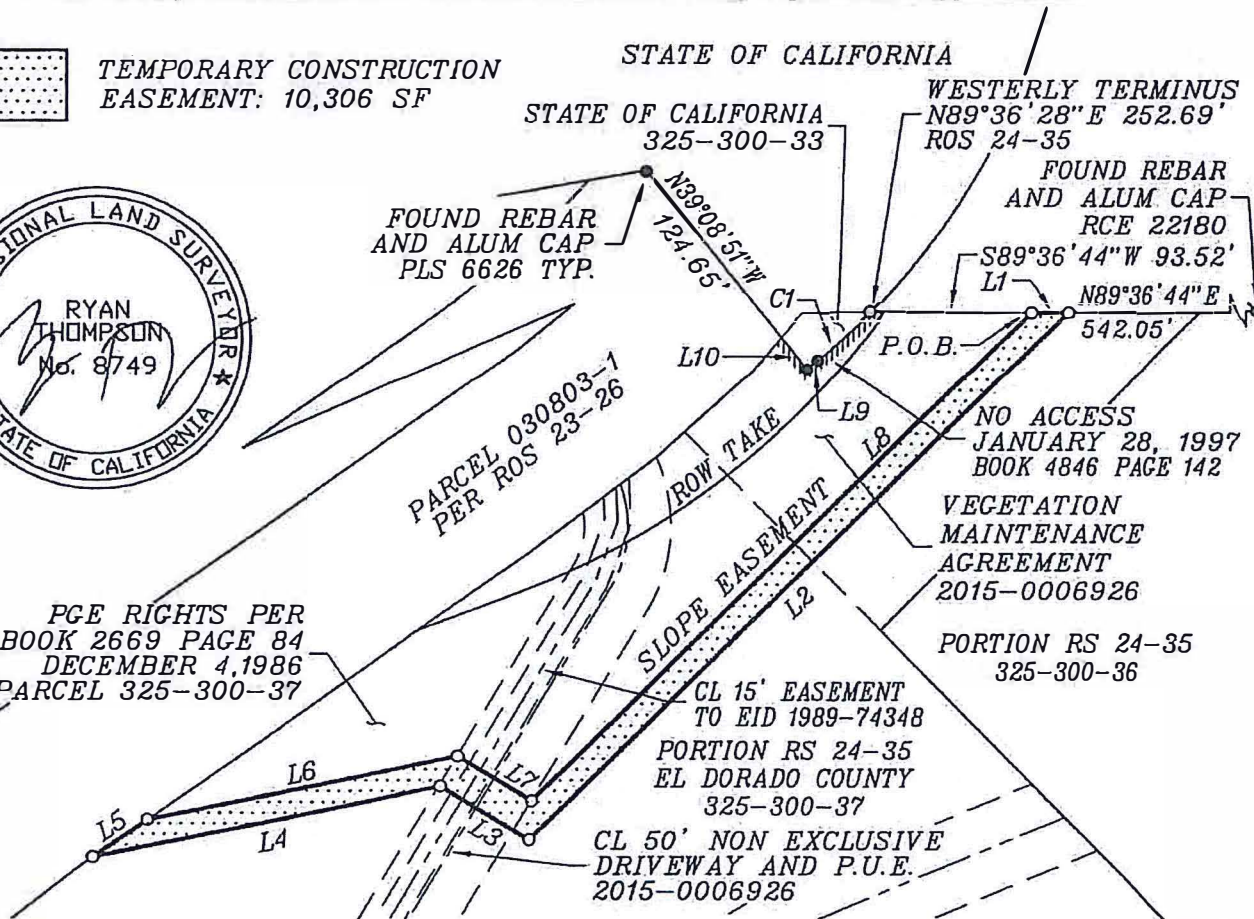 TEMPORARY CONSTRUCTION
EASEMENT: 10,306 SF
STATE OF CALIFORNIA
STATE OF CALIFORNIA
325-300-33
WESTERLY TERMINUS
N89°36'28"E 252.69'
ROS 24-35
FOUND REBAR
AND ALUM CAP
RCE 22180
S89°36'44"W 93.52'
L1
N89°36'44"E
542.05'
FOUND REBAR
AND ALUM CAP
PLS 6626 TYP.
N39°08'51"W
124.65'
C1
L10
L9
P.O.B.
LAND SURVEYOR
RYAN
THOMPSON
No. 8749
OF CALIFORNIA
PARCEL 030803-1
PER ROS 23-26
ROW TAKE
L8
NO ACCESS
JANUARY 28, 1997
BOOK 4846 PAGE 142
VEGETATION
MAINTENANCE
AGREEMENT
2015-0006926
SLOPE EASEMENT
L2
PGE RIGHTS PER
BOOK 2669 PAGE 84
DECEMBER 4,1986
PARCEL 325-300-37
PORTION RS 24-35
325-300-36
CL 15' EASEMENT
TO EID 1989-74348
PORTION RS 24-35
EL DORADO COUNTY
325-300-37
L6
L7
L5
L4
L3
CL 50' NON EXCLUSIVE
DRIVEWAY AND P.U.E.
2015-0006926